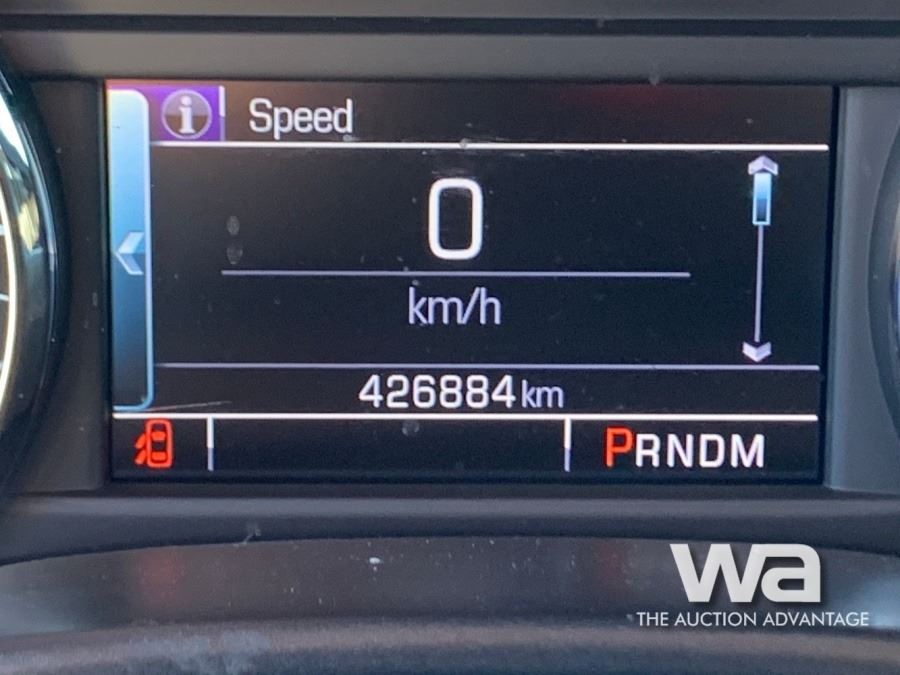 i Speed
0
km/h
426884 km
PRNDM
wa
THE AUCTION ADVANTAGE